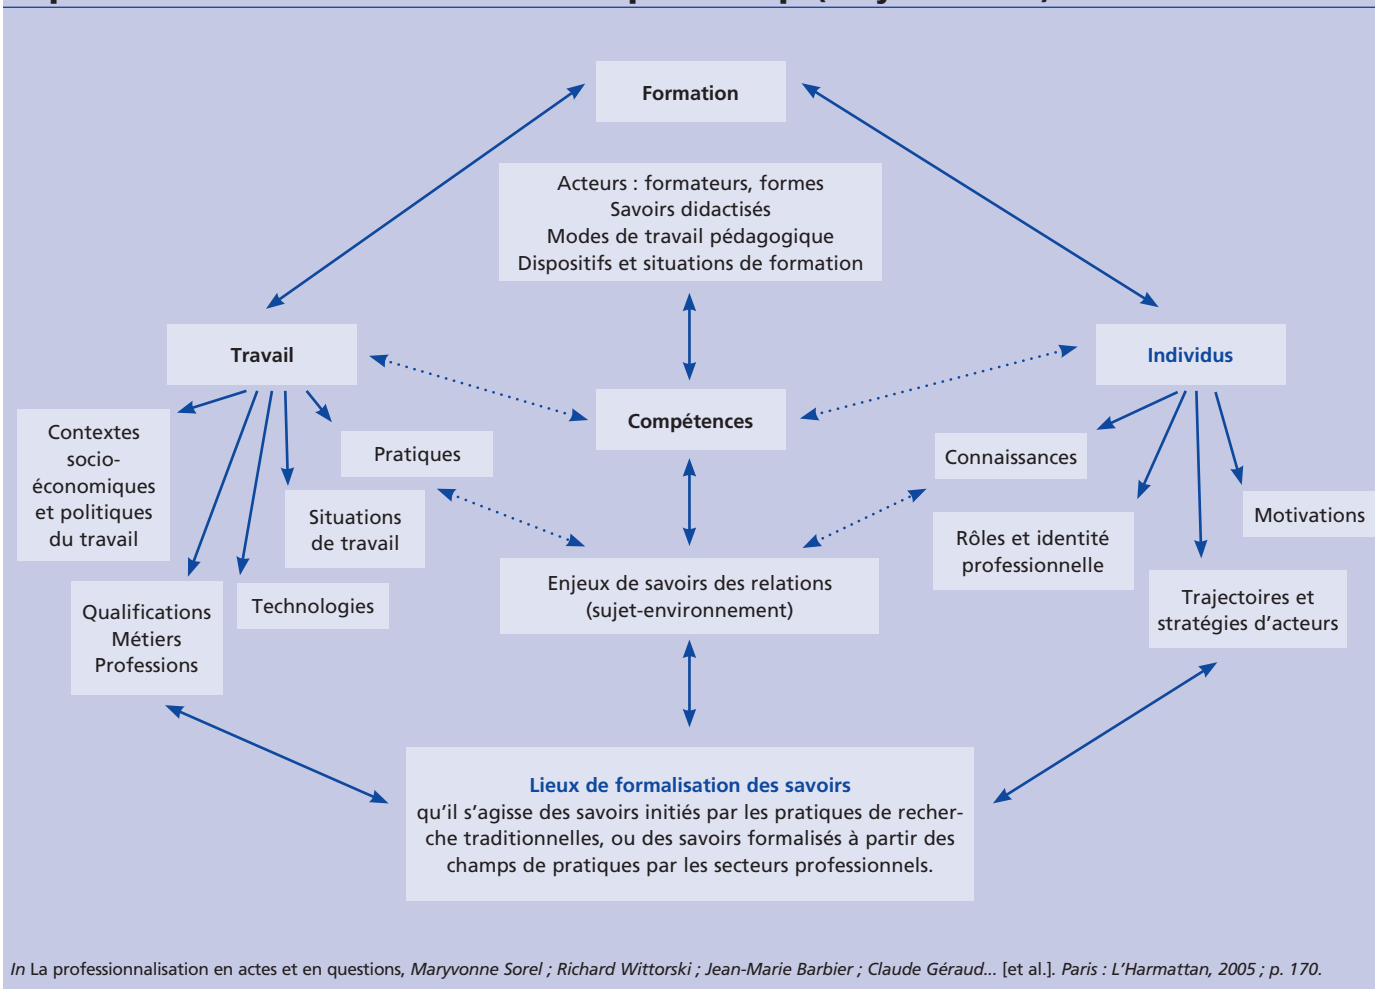 Formation
Acteurs : formateurs, formes
Savoirs didactisés
Modes de travail pédagogique
Dispositifs et situations de formation
Travail
Individus
Compétences
Contextes
socio-
économiques
et politiques
du travail
Pratiques
Situations
de travail
Qualifications
Métiers
Professions
Technologies
Connaissances
Rôles et identité
professionnelle
Motivations
Trajectoires et
stratégies d’acteurs
Enjeux de savoirs des relations
(sujet-environnement)
Lieux de formalisation des savoirs
qu’il s’agisse des savoirs initiés par les pratiques de recher-
che traditionnelles, ou des savoirs formalisés à partir des
champs de pratiques par les secteurs professionnels.
In La professionnalisation en actes et en questions, Maryvonne Sorel ; Richard Wittorski ; Jean-Marie Barbier ; Claude Géraud... [et al.]. Paris : L’Harmattan, 2005 ; p. 170.